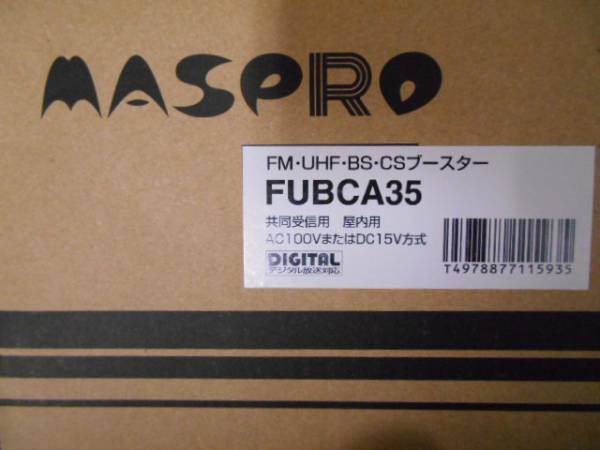 MASPRO
FM・UHF・BS・CSブースター
FUBCA35
共同受信用 屋内用
AC100VまたはDC15V方式
DIGITAL
デジタル放送対応
T4978877115935